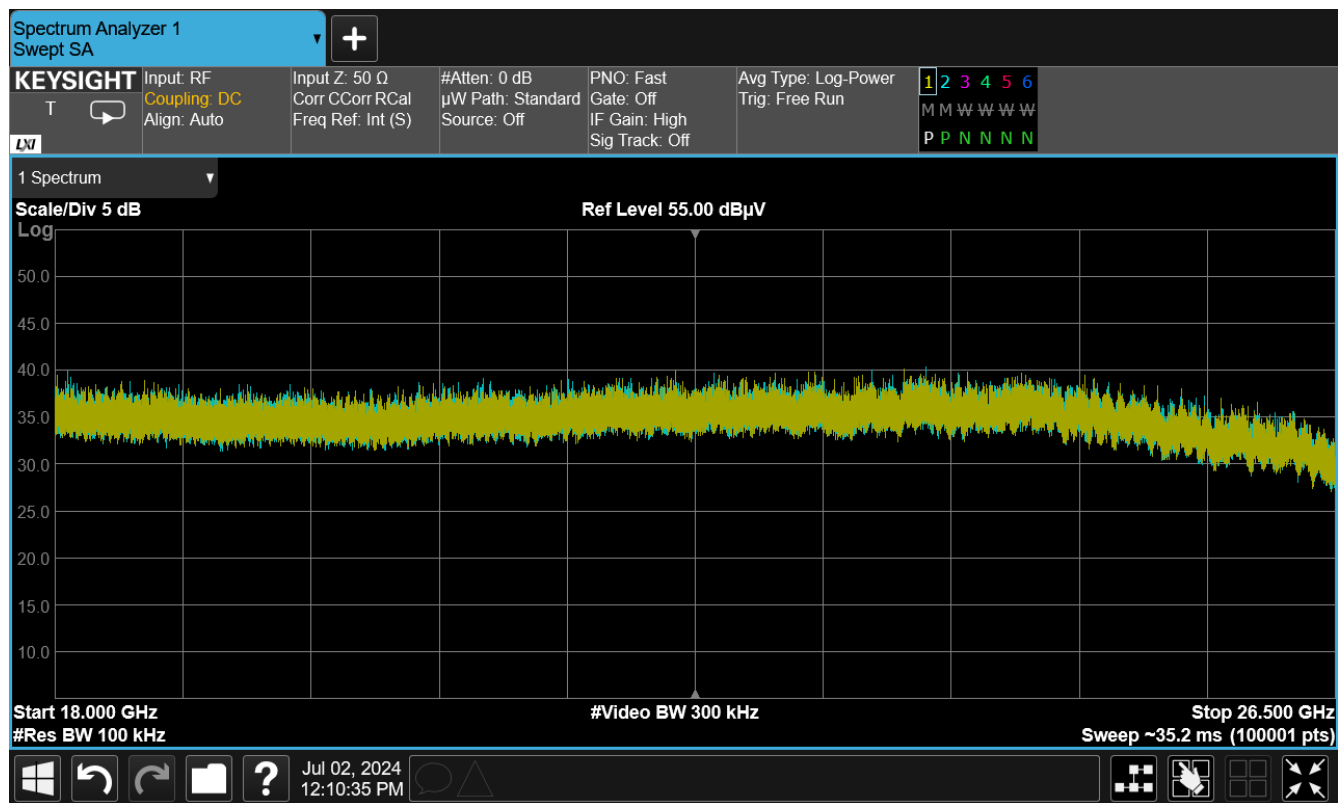 Spectrum Analyzer 1
Swept SA
KEYSIGHT
T
LXI
Input: RF
Coupling: DC
Align: Auto
Input Z: 50 Ω
Corr CCorr RCal
Freq Ref: Int (S)
#Atten: 0 dB
µW Path: Standard
Source: Off
PNO: Fast
Gate: Off
IF Gain: High
Sig Track: Off
Avg Type: Log-Power
Trig: Free Run
1 2 3 4 5 6
M M W W W W
P P N N N N
1 Spectrum
Scale/Div 5 dB
Ref Level 55.00 dBµV
Log
50.0
45.0
40.0
35.0
30.0
25.0
20.0
15.0
10.0
Start 18.000 GHz
#Video BW 300 kHz
Stop 26.500 GHz
#Res BW 100 kHz
Sweep ~35.2 ms (100001 pts)
?
Jul 02, 2024
12:10:35 PM